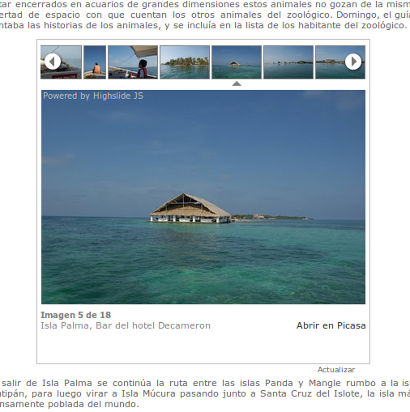 tar encerrados en acuarios de grandes dimensiones estos animales no gozan de la mism
ertad de espacio con que cuentan los otros animales del zoológico. Domingo, el guía
ntaba las historias de los animales, y se incluía en la lista de los habitante del zoológico.
Powered by Highslide JS
Imagen 5 de 18
Isla Palma, Bar del hotel Decameron
Abrir en Picasa
Actualizar
salir de Isla Palma se continúa la ruta entre las islas Panda y Mangle rumbo a la is
tipán, para luego virar a Isla Múcura pasando junto a Santa Cruz del Islote, la isla má
nsamente poblada del mundo.